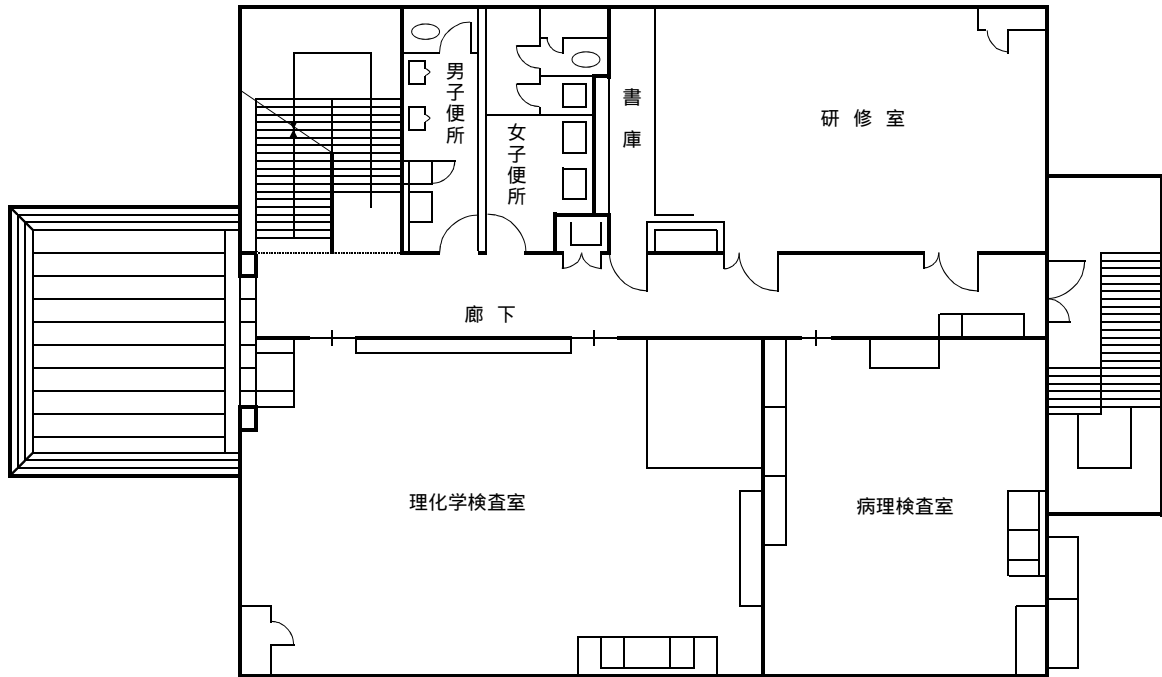 男子便所
女子便所
書庫
研修室
廊下
理化学検査室
病理検査室